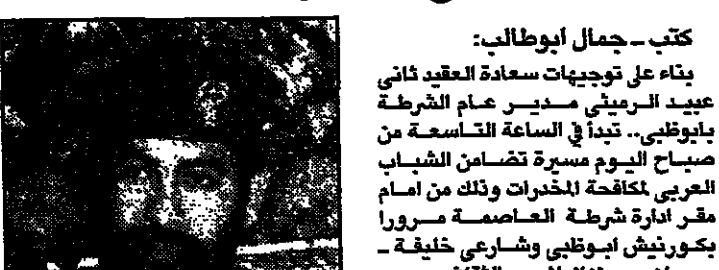 كتب ـ جمال ابوطالب:
بناء على توجيهات سعادة العقيد ثاني
عبيد الرميثي مدير عام الشرطة
بابوظبي.. تبدأ في الساعة التاسعة من
صباح اليوم مسيرة تضامن الشباب
العربي لمكافحة المخدرات وذلك من امام
مقر ادارة شرطة العاصمة مرورا
بكورنيش ابوظبي وشارعي خليفة ـ